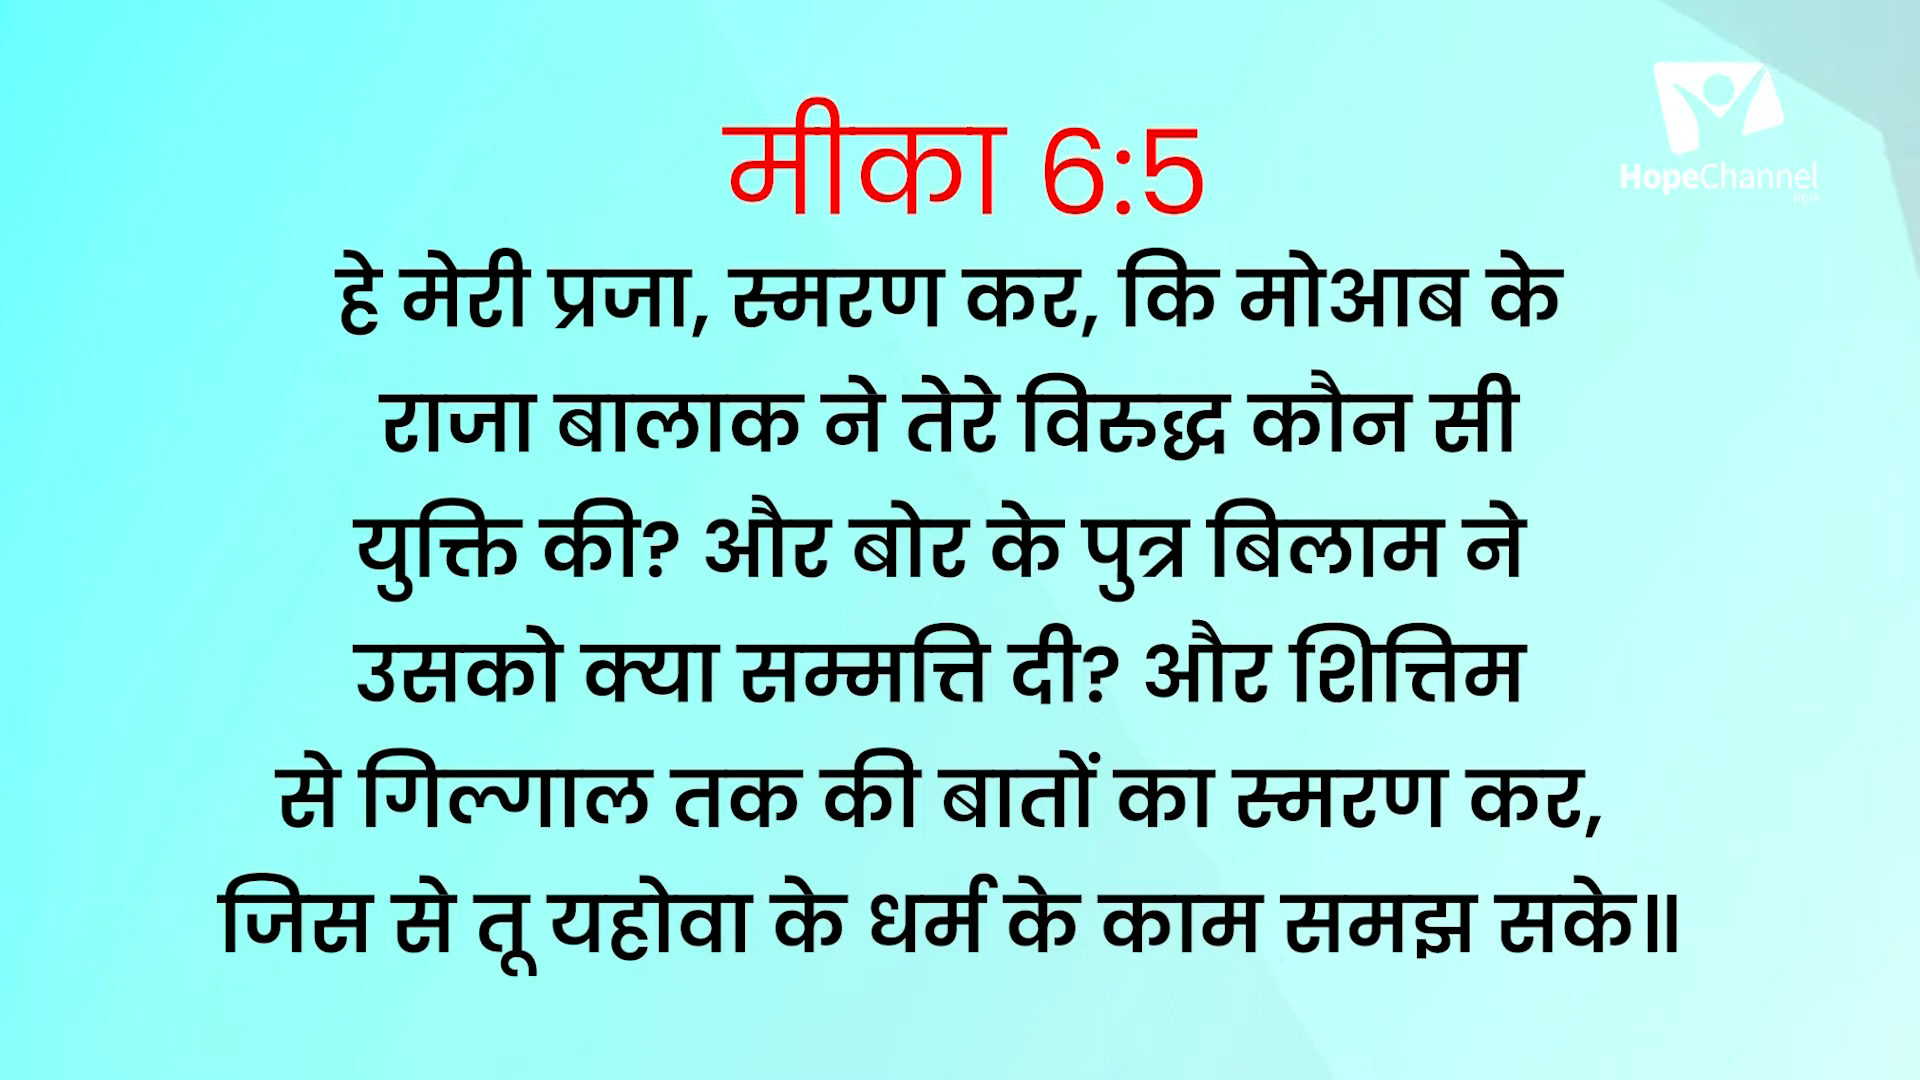 मीका 6:5
HopeChannel
हे मेरी प्रजा, स्मरण कर, कि मोआब के
राजा बालाक ने तेरे विरुद्ध कौन सी
युक्ति की? और बोर के पुत्र बिलाम ने
उसको क्या सम्मत्ति दी? और शित्तिम
से गिल्गाल तक की बातों का स्मरण कर,
जिस से तू यहोवा के धर्म के काम समझ सके॥